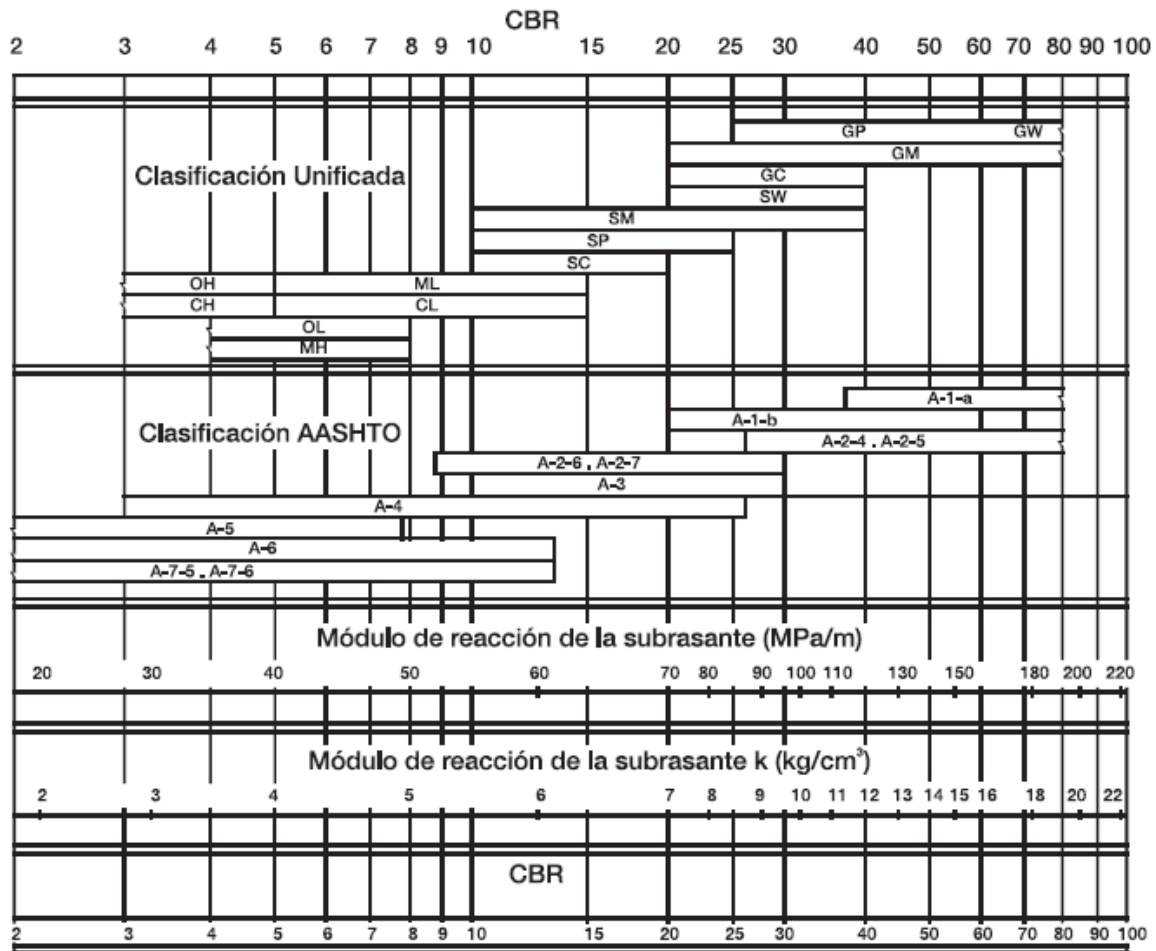 CBR
2 3 4 5 6 7 8 9 10 15 20 25 30 40 50 60 70 80 90 100
GP GW
GM
Clasificación Unificada
GC
SW
SM
SP
SC
OH ML
CH CL
OL
MH
A-1-a
A-1-b
Clasificación AASHTO
A-2-4 . A-2-5
A-2-6 . A-2-7
A-3
A-4
A-5
A-6
A-7-5 . A-7-6
Módulo de reacción de la subrasante (MPa/m)
20 30 40 50 60 70 80 90 100 110 130 150 180 200 220
Módulo de reacción de la subrasante k (kg/cm³)
2 3 4 5 6 7 8 9 10 11 12 13 14 15 16 18 20 22
CBR
2 3 4 5 6 7 8 9 10 15 20 25 30 40 50 60 70 80 90 100